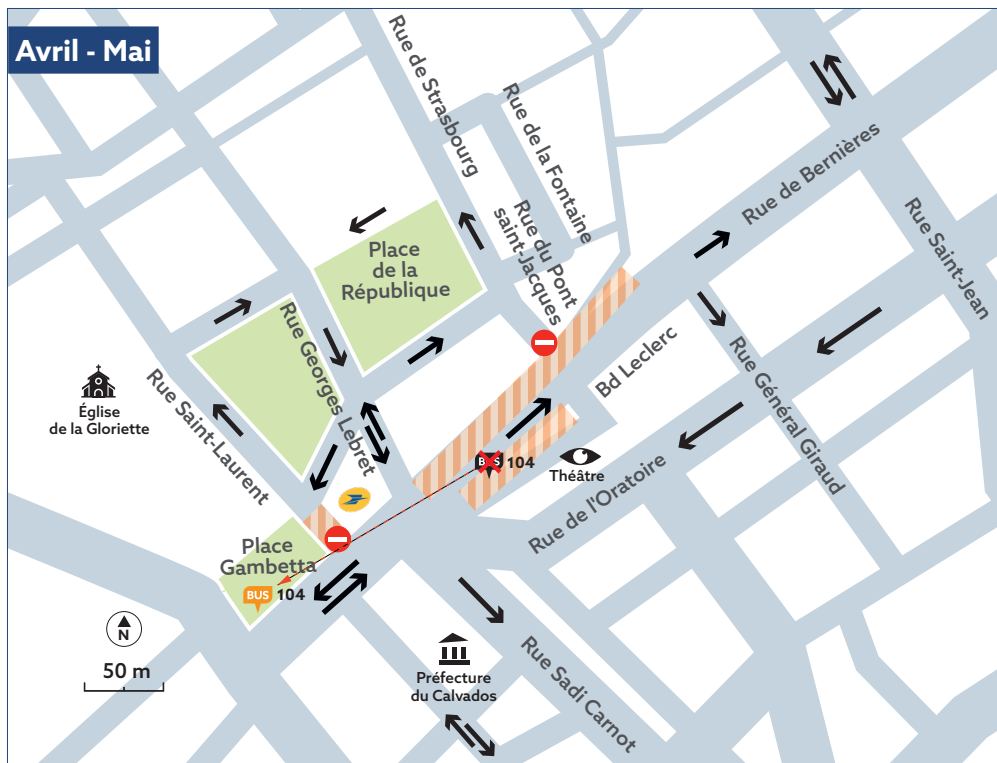 Avril - Mai
Rue de Strasbourg
Rue de la Fontaine
Rue du Pont
saint-Jacques
Rue de Bernières
Rue Saint-Jean
Place
de la
République
Rue Georges Lebret
Bd Leclerc
Rue Général Giraud
Église
de la Gloriette
Rue Saint-Laurent
BUS 104
Théâtre
Rue de l'Oratoire
Place
Gambetta
BUS 104
N
50 m
Préfecture
du Calvados
Rue Sadi Carnot